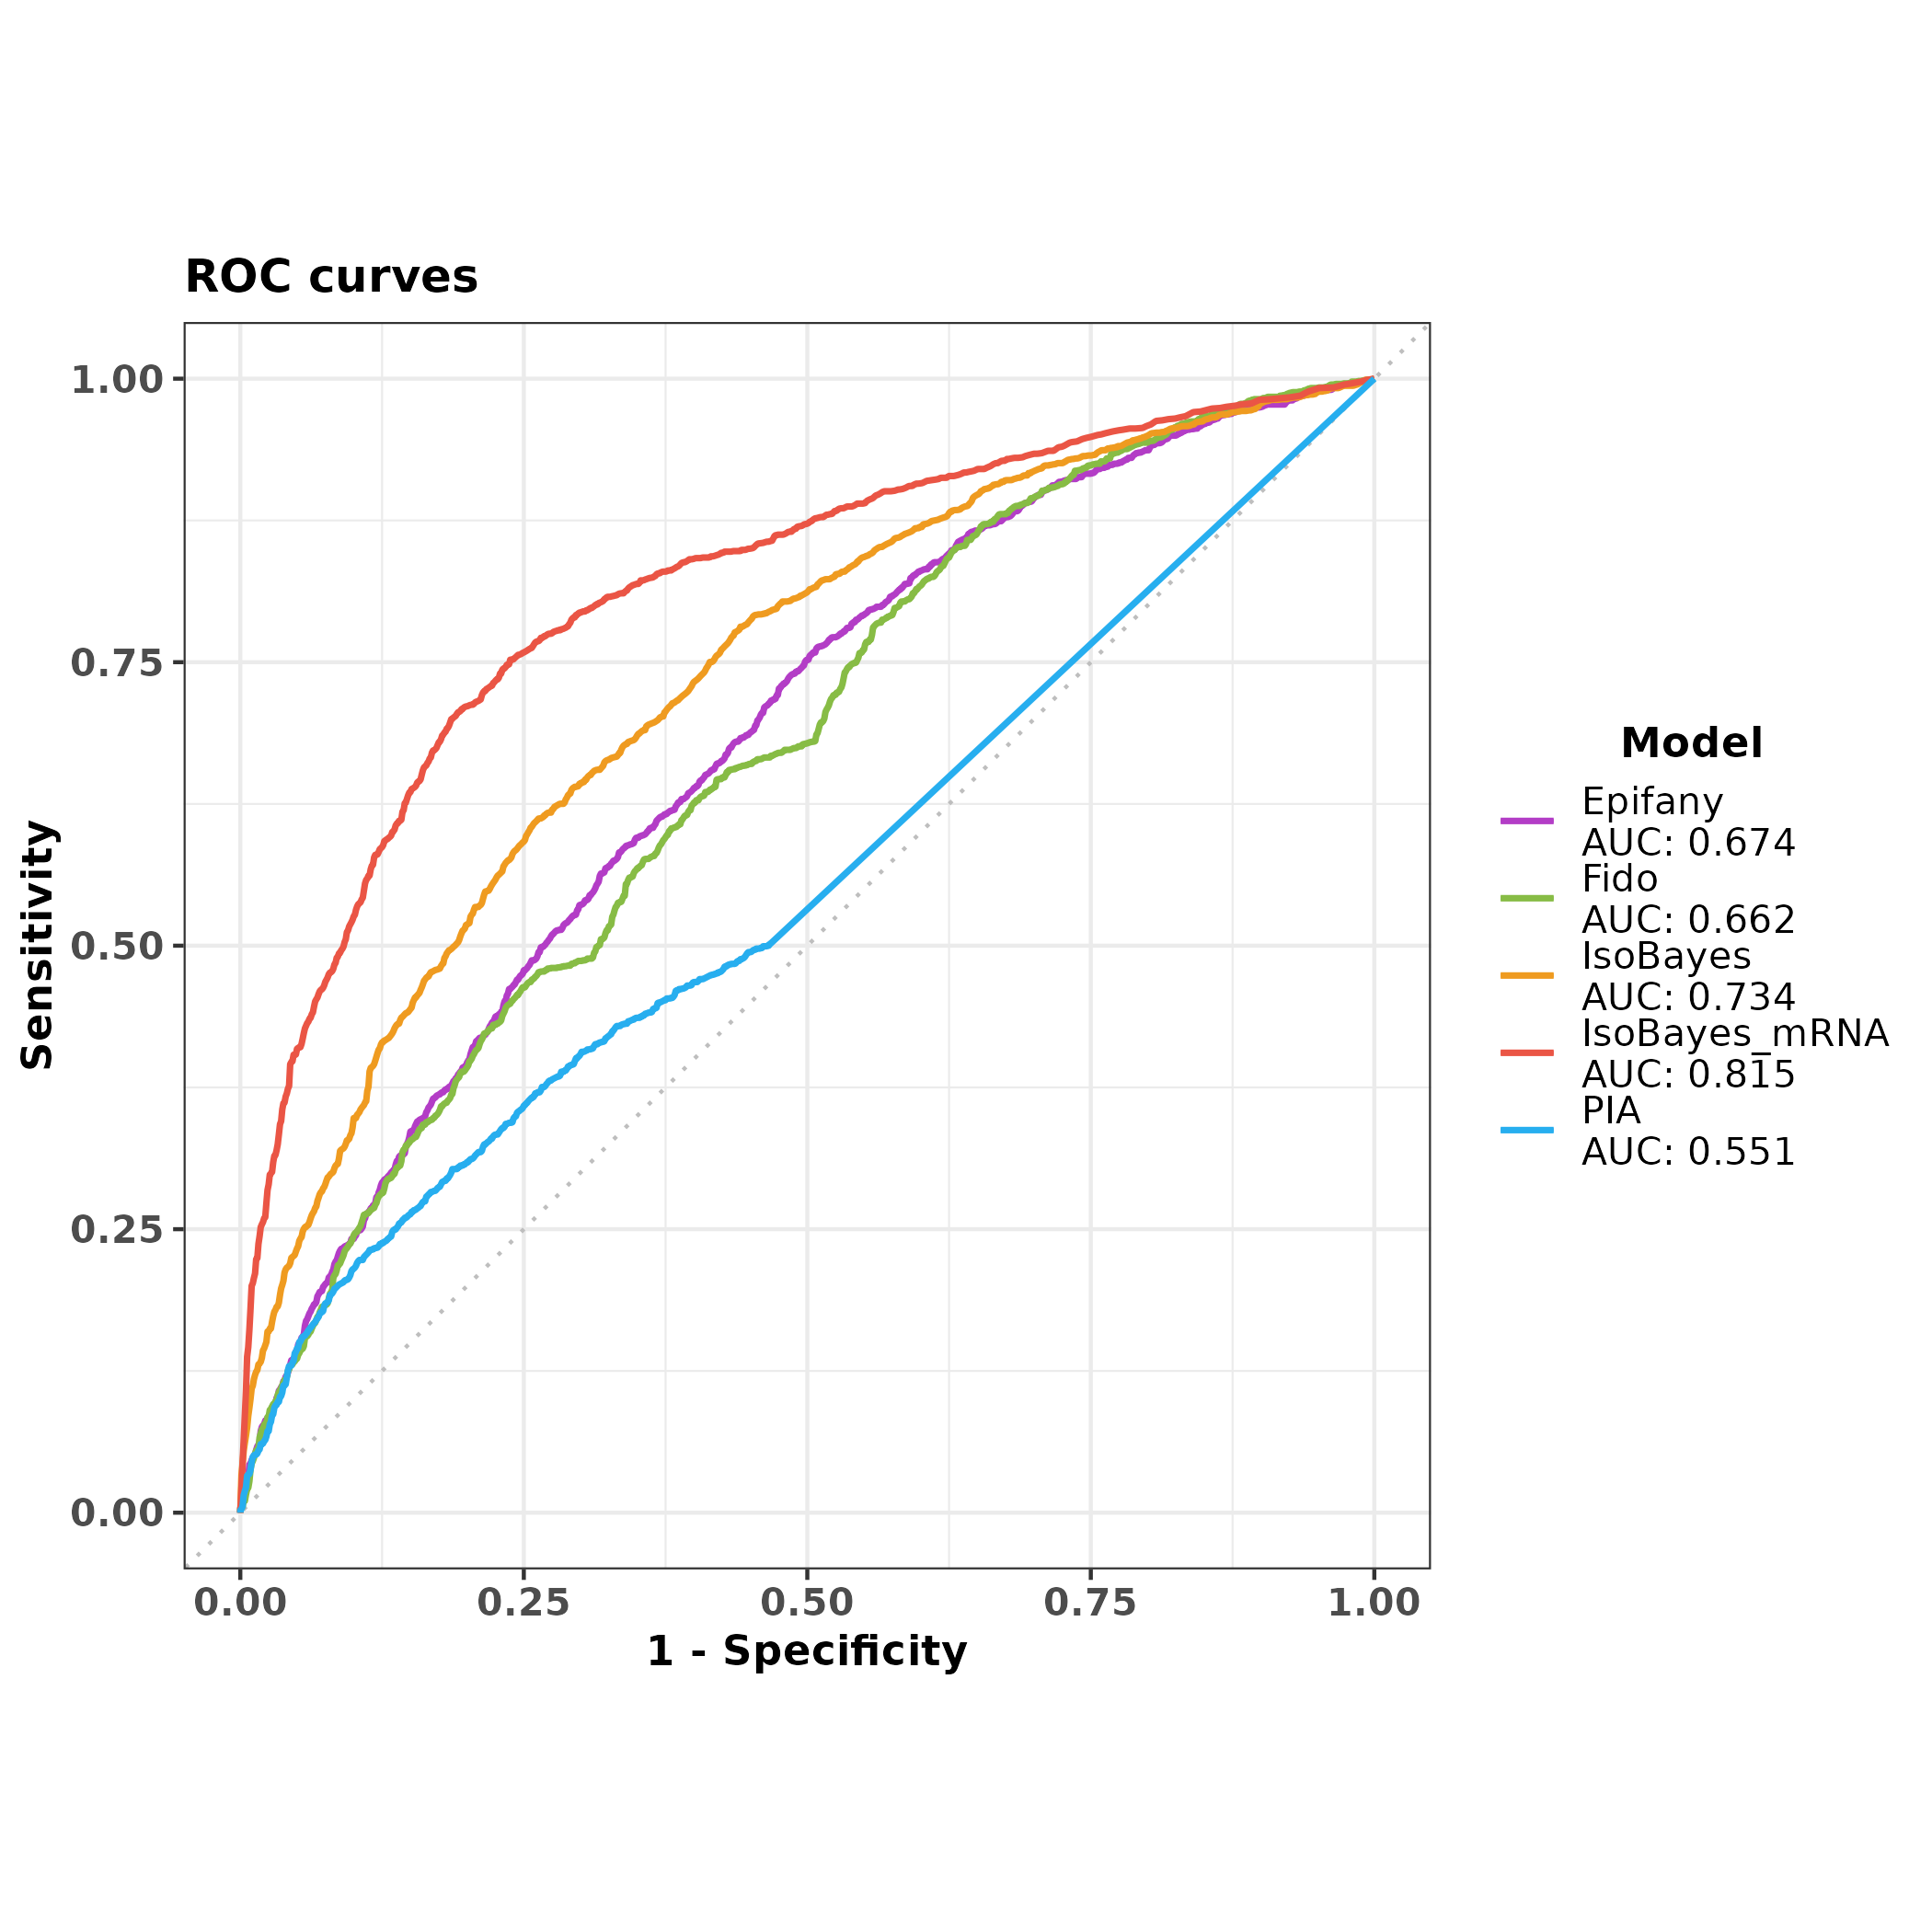 ROC curves
1.00
0.75
0.50
0.25
0.00
Sensitivity
0.00 0.25 0.50 0.75 1.00
1 - Specificity
Model
Epifany
AUC: 0.674
Fido
AUC: 0.662
IsoBayes
AUC: 0.734
IsoBayes_mRNA
AUC: 0.815
PIA
AUC: 0.551